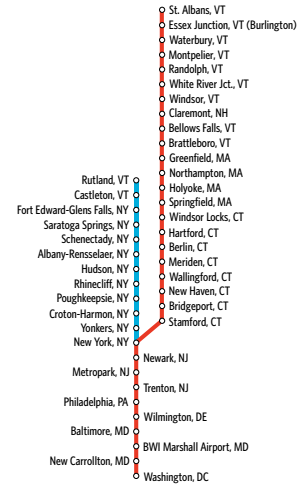 St. Albans, VT
Essex Junction, VT (Burlington)
Waterbury, VT
Montpelier, VT
Randolph, VT
White River Jct., VT
Windsor, VT
Claremont, NH
Bellows Falls, VT
Brattleboro, VT
Greenfield, MA
Northampton, MA
Holyoke, MA
Springfield, MA
Windsor Locks, CT
Hartford, CT
Berlin, CT
Meriden, CT
Wallingford, CT
New Haven, CT
Bridgeport, CT
Stamford, CT
Rutland, VT
Castleton, VT
Fort Edward-Glens Falls, NY
Saratoga Springs, NY
Schenectady, NY
Albany-Rensselaer, NY
Hudson, NY
Rhinecliff, NY
Poughkeepsie, NY
Croton-Harmon, NY
Yonkers, NY
New York, NY
Newark, NJ
Metropark, NJ
Trenton, NJ
Philadelphia, PA
Wilmington, DE
Baltimore, MD
BWI Marshall Airport, MD
New Carrollton, MD
Washington, DC